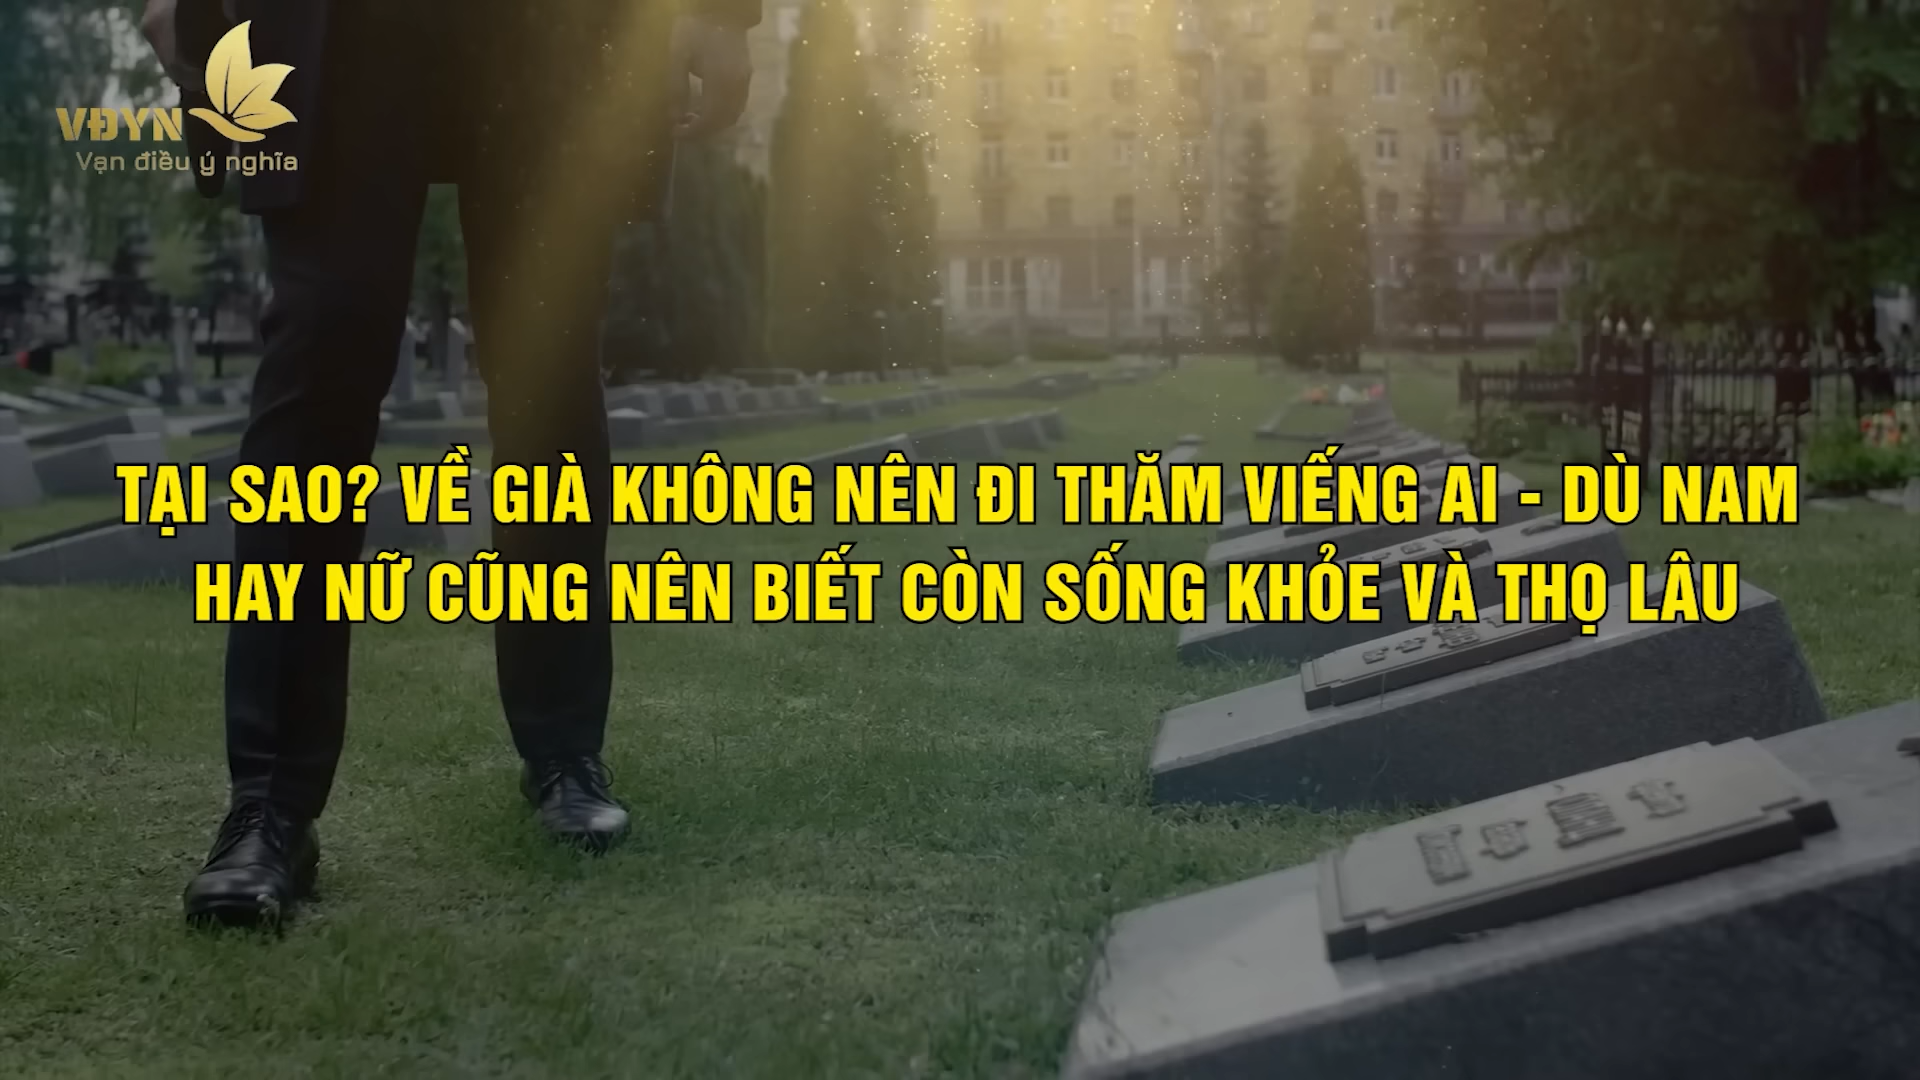 VĐYN
Vạn điều ý nghĩa
TẠI SAO? VỀ GIÀ KHÔNG NÊN ĐI THĂM VIẾNG AI - DÙ NAM
HAY NỮ CŨNG NÊN BIẾT CÒN SỐNG KHỎE VÀ THỌ LÂU